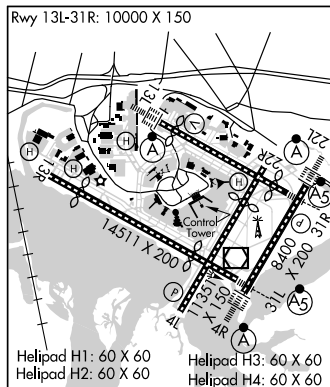 Rwy 13L-31R: 10000 X 150
13L
22L
H
H
A
V
22R
A
H
H
13R
A5
P
31R
Control
Tower
14511 X 200
8400
X 200
31L
A5
P
11351
X 150
4L
4R
A
Helipad H1: 60 X 60
Helipad H2: 60 X 60
Helipad H3: 60 X 60
Helipad H4: 60 X 60